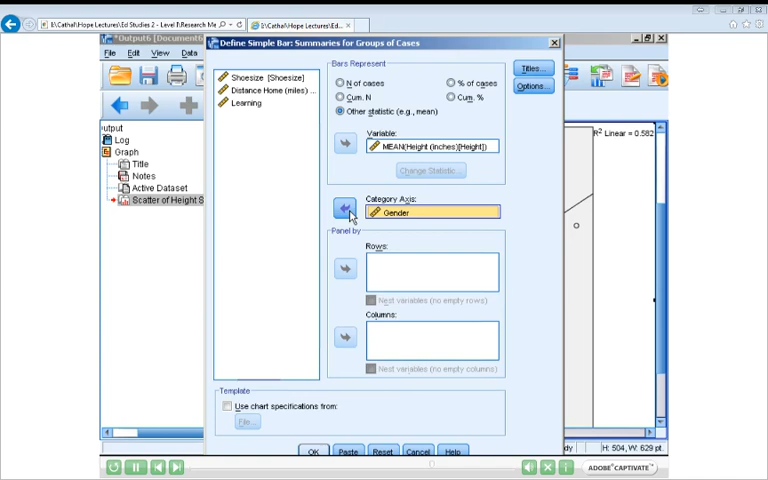 E:\Cathal\Hope Lectures\Ed Studies 2 - Level I\Research Me
E:\Cathal\Hope Lectures\Ed...
*Output6 [Document6
File Edit View Data
Define Simple Bar: Summaries for Groups of Cases
Shoesize [Shoesize]
Distance Home (miles) ...
Learning
Bars Represent
N of cases
% of cases
Cum. N
Cum. %
Other statistic (e.g., mean)
Variable:
MEAN(Height (inches)[Height])
Change Statistic...
Category Axis:
Gender
Panel by
Rows:
Nest variables (no empty rows)
Columns:
Nest variables (no empty columns)
Template
Use chart specifications from:
File...
OK Paste Reset Cancel Help
Titles...
Options...
utput
Log
Graph
Title
Notes
Active Dataset
Scatter of Height S
R² Linear = 0.582
dy H: 504, W: 629 pt.
ADOBE® CAPTIVATE™